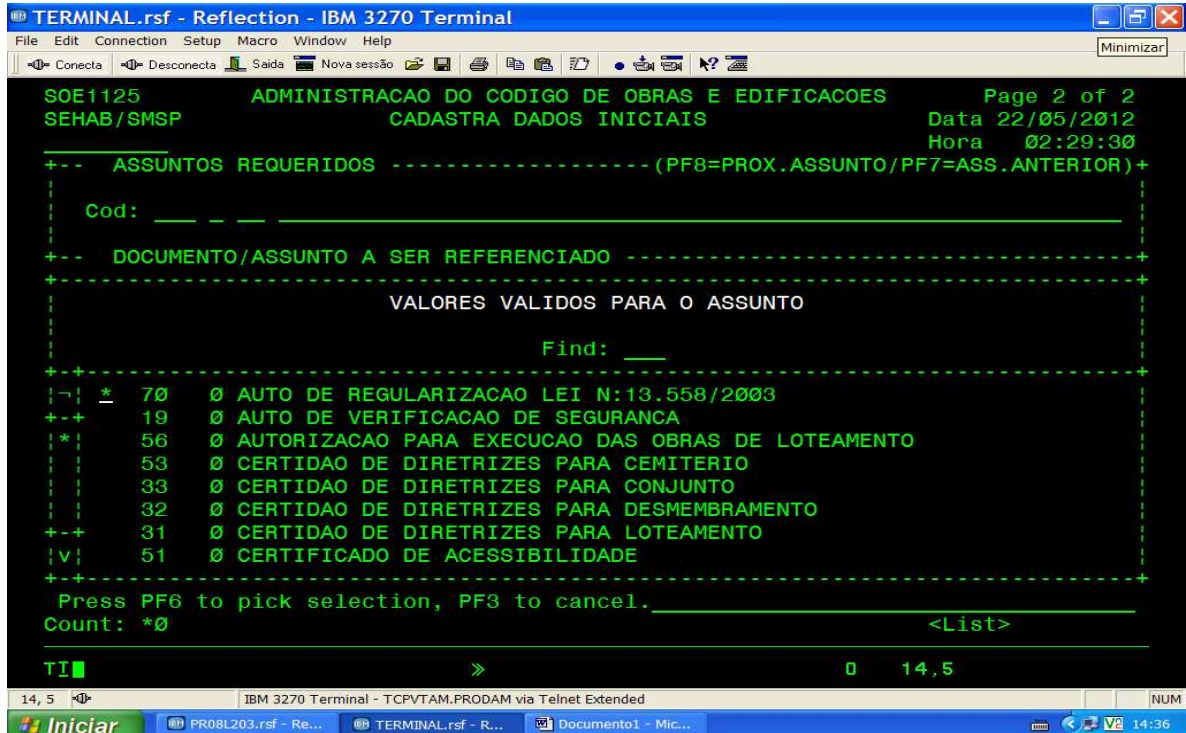 TERMINAL.rsf - Reflection - IBM 3270 Terminal
File Edit Connection Setup Macro Window Help
Minimizar
Conecta Desconecta Saida Nova sessão
SOE1125 ADMINISTRACAO DO CODIGO DE OBRAS E EDIFICACOES Page 2 of 2
SEHAB/SMSP CADASTRA DADOS INICIAIS Data 22/05/2012
Hora 02:29:30
+-- ASSUNTOS REQUERIDOS -------------------(PF8=PROX.ASSUNTO/PF7=ASS.ANTERIOR)+
Cod: ___ _ __
+-- DOCUMENTO/ASSUNTO A SER REFERENCIADO ---+
VALORES VALIDOS PARA O ASSUNTO
Find: ___
¬ * 70 0 AUTO DE REGULARIZACAO LEI N:13.558/2003
19 0 AUTO DE VERIFICACAO DE SEGURANCA
* 56 0 AUTORIZACAO PARA EXECUCAO DAS OBRAS DE LOTEAMENTO
53 0 CERTIDAO DE DIRETRIZES PARA CEMITERIO
33 0 CERTIDAO DE DIRETRIZES PARA CONJUNTO
32 0 CERTIDAO DE DIRETRIZES PARA DESMEMBRAMENTO
31 0 CERTIDAO DE DIRETRIZES PARA LOTEAMENTO
v 51 0 CERTIFICADO DE ACESSIBILIDADE
Press PF6 to pick selection, PF3 to cancel.
Count: *0 <List>
TI » 0 14,5
14, 5 IBM 3270 Terminal - TCPVTAM.PRODAM via Telnet Extended NUM
Iniciar PR08L203.rsf - Re... TERMINAL.rsf - R... Documento1 - Mic... 14:36